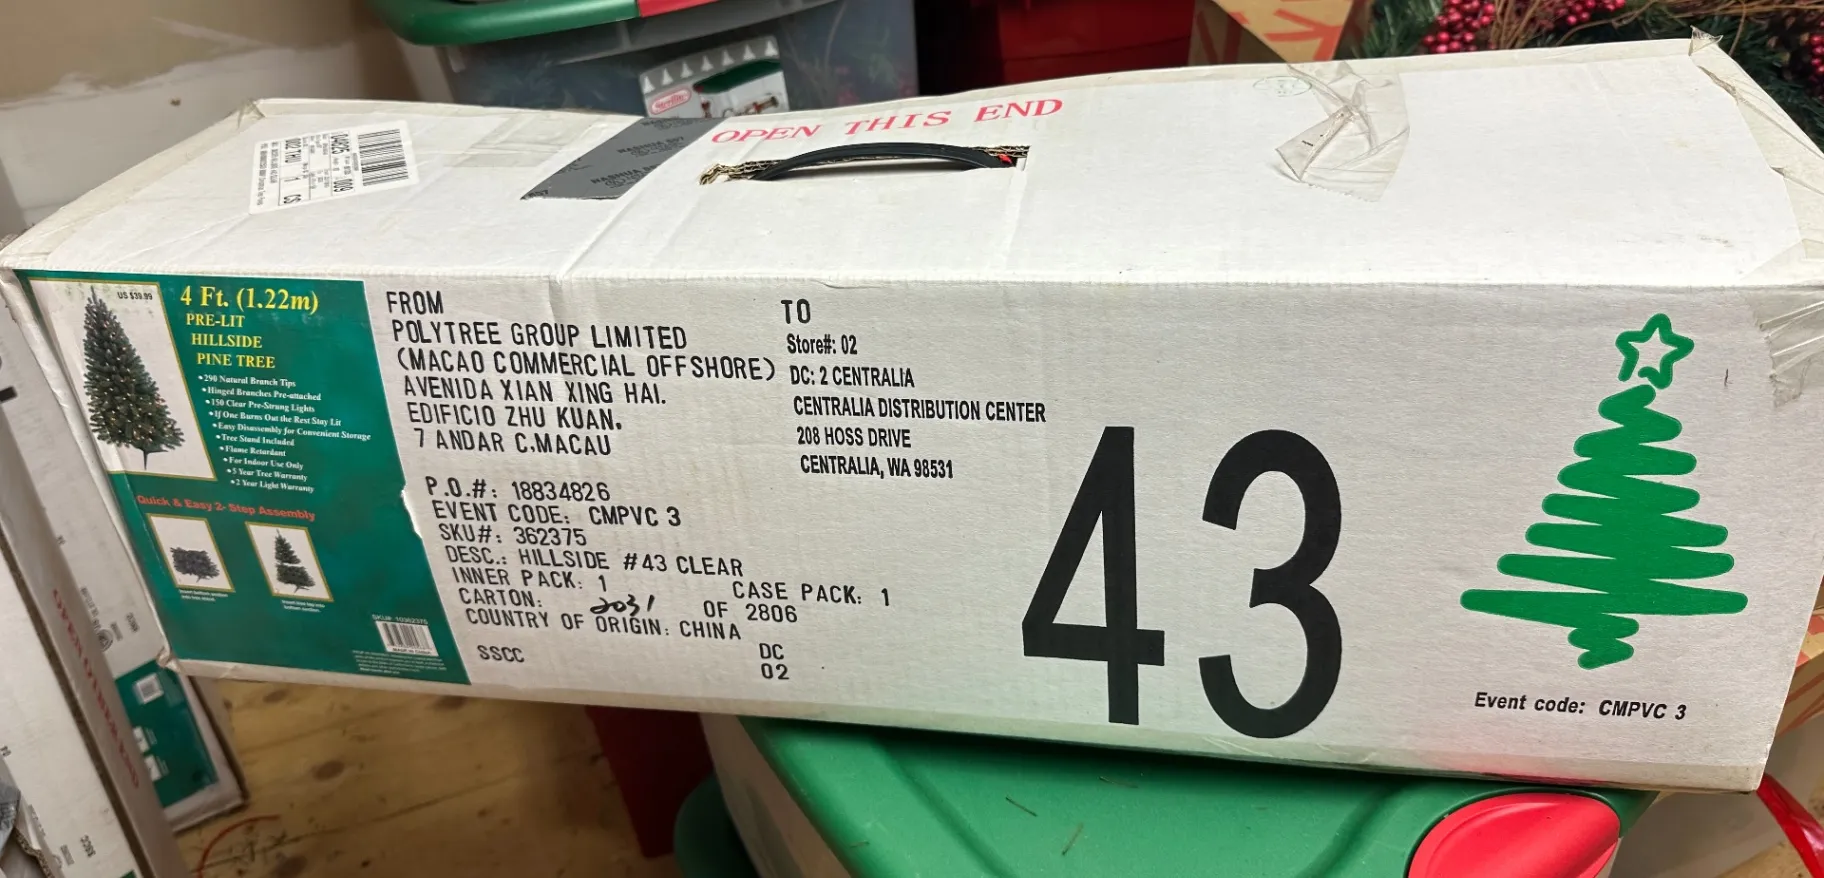 OPEN THIS END
US $39.99
4 Ft. (1.22m)
PRE-LIT
HILLSIDE
PINE TREE
•290 Natural Branch Tips
•Hinged Branches Pre-attached
•150 Clear Pre-Strung Lights
•If One Burns Out the Rest Stay Lit
•Easy Disassembly for Convenient Storage
•Tree Stand Included
•Flame Retardant
•For Indoor Use Only
•5 Year Tree Warranty
•2 Year Light Warranty
Quick & Easy 2- Step Assembly
SKU#: 10362375
FROM
POLYTREE GROUP LIMITED
(MACAO COMMERCIAL OFFSHORE)
AVENIDA XIAN XING HAI.
EDIFICIO ZHU KUAN.
7 ANDAR C.MACAU
P.O.#: 18834826
EVENT CODE: CMPVC 3
SKU#: 362375
DESC.: HILLSIDE #43 CLEAR
INNER PACK: 1 CASE PACK: 1
CARTON: 2031 OF 2806
COUNTRY OF ORIGIN: CHINA
SSCC DC
02
TO
Store#: 02
DC: 2 CENTRALIA
CENTRALIA DISTRIBUTION CENTER
208 HOSS DRIVE
CENTRALIA, WA 98531
43
Event code: CMPVC 3